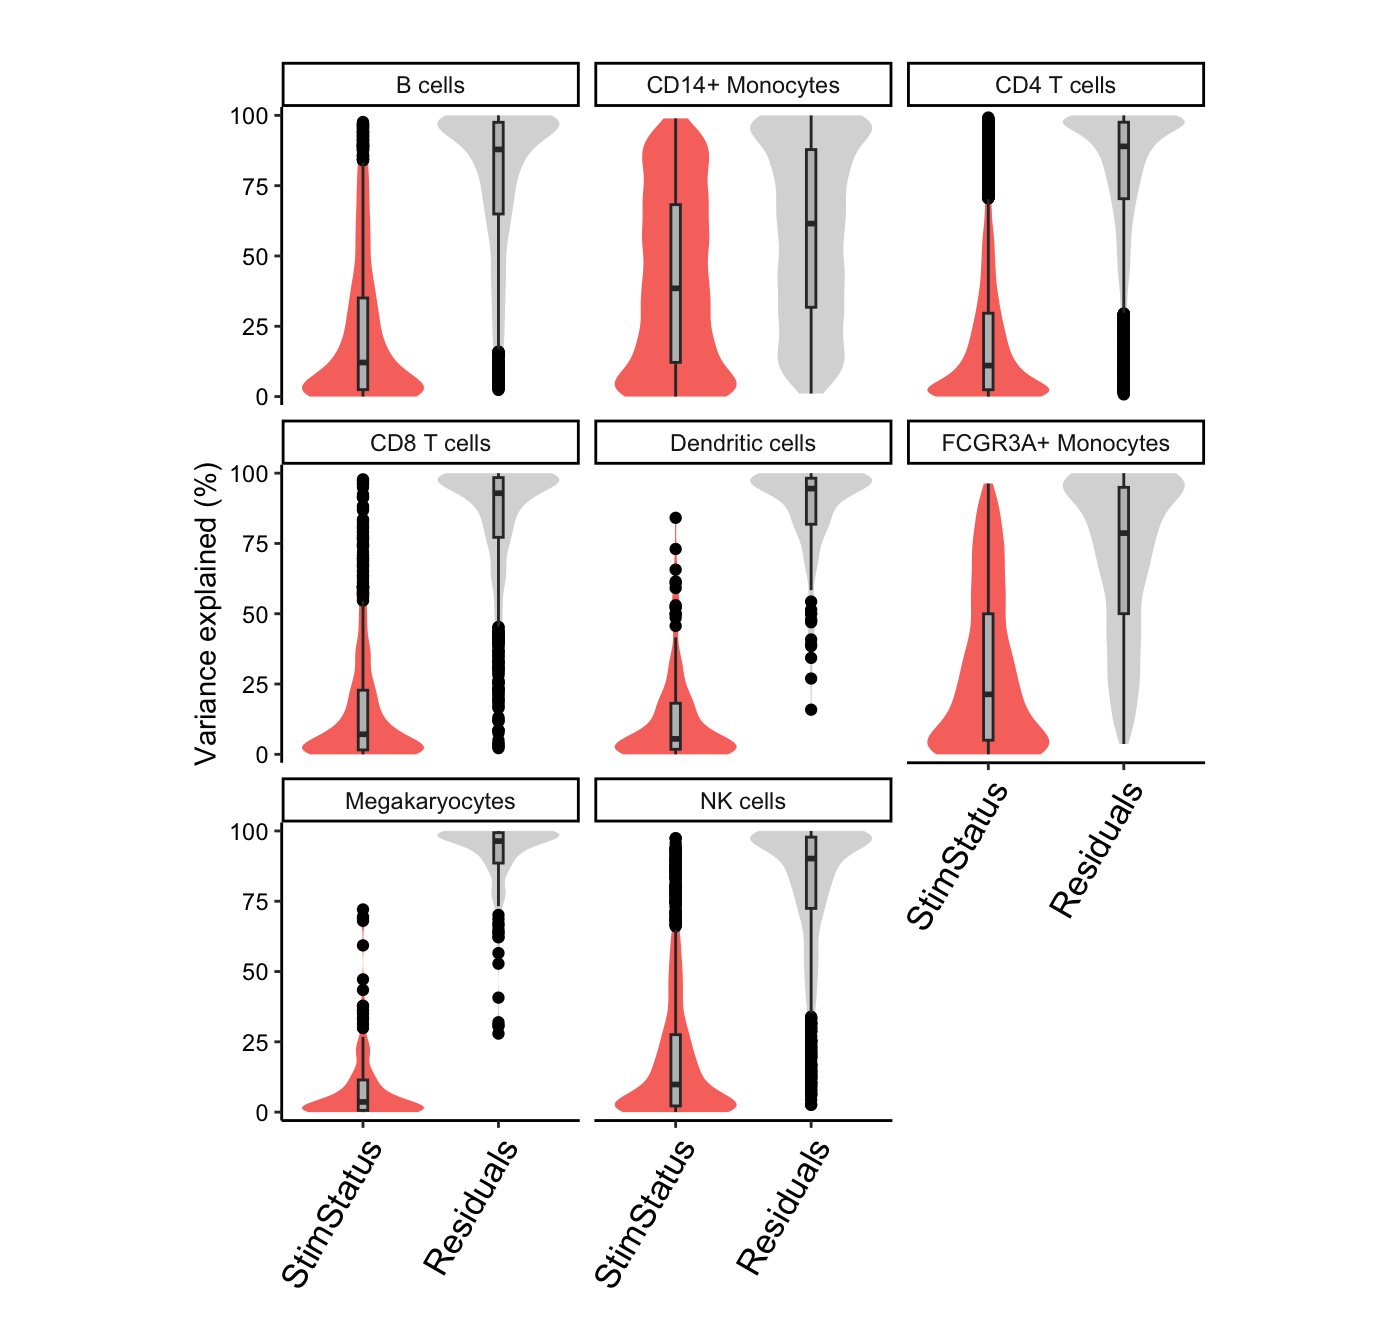 B cells
CD14+ Monocytes
CD4 T cells
100
75
50
25
0
CD8 T cells
Dendritic cells
FCGR3A+ Monocytes
Variance explained (%)
100
75
50
25
0
StimStatus
Residuals
Megakaryocytes
NK cells
100
75
50
25
0
StimStatus
Residuals
StimStatus
Residuals